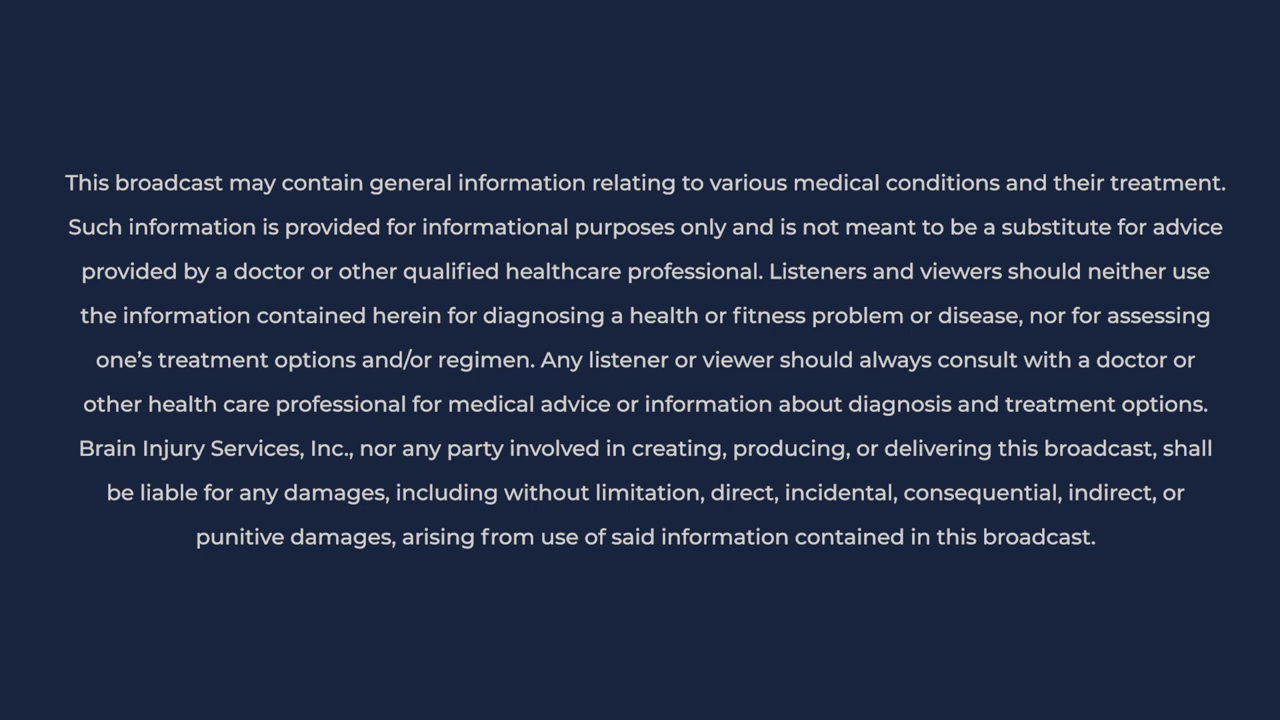 This broadcast may contain general information relating to various medical conditions and their treatment.
Such information is provided for informational purposes only and is not meant to be a substitute for advice
provided by a doctor or other qualified healthcare professional. Listeners and viewers should neither use
the information contained herein for diagnosing a health or fitness problem or disease, nor for assessing
one’s treatment options and/or regimen. Any listener or viewer should always consult with a doctor or
other health care professional for medical advice or information about diagnosis and treatment options.
Brain Injury Services, Inc., nor any party involved in creating, producing, or delivering this broadcast, shall
be liable for any damages, including without limitation, direct, incidental, consequential, indirect, or
punitive damages, arising from use of said information contained in this broadcast.